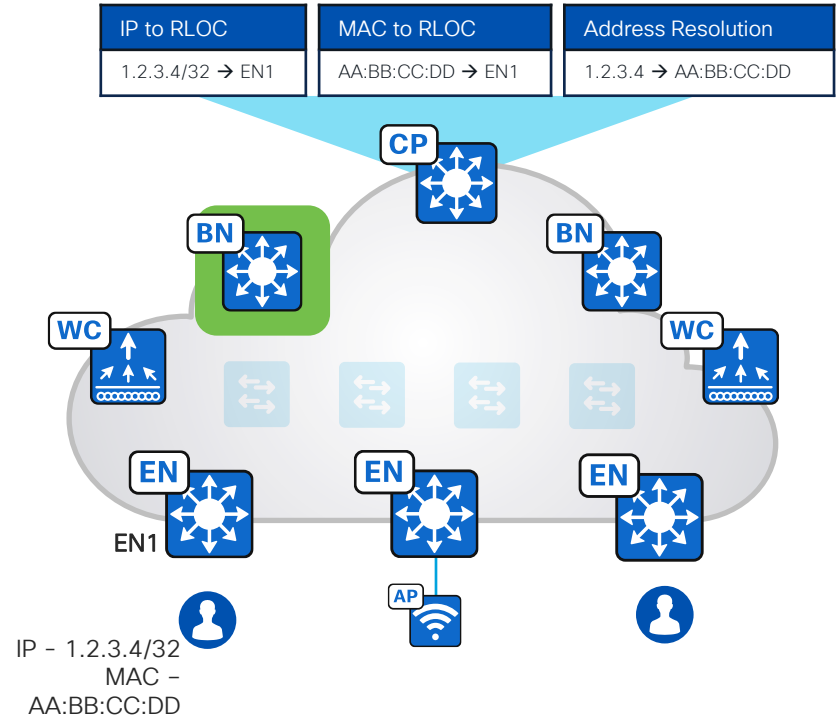 IP to RLOC
MAC to RLOC
Address Resolution
1.2.3.4/32 → EN1
AA:BB:CC:DD → EN1
1.2.3.4 → AA:BB:CC:DD
CP
BN
BN
WC
WC
EN
EN
EN
EN1
AP
IP - 1.2.3.4/32
MAC –
AA:BB:CC:DD